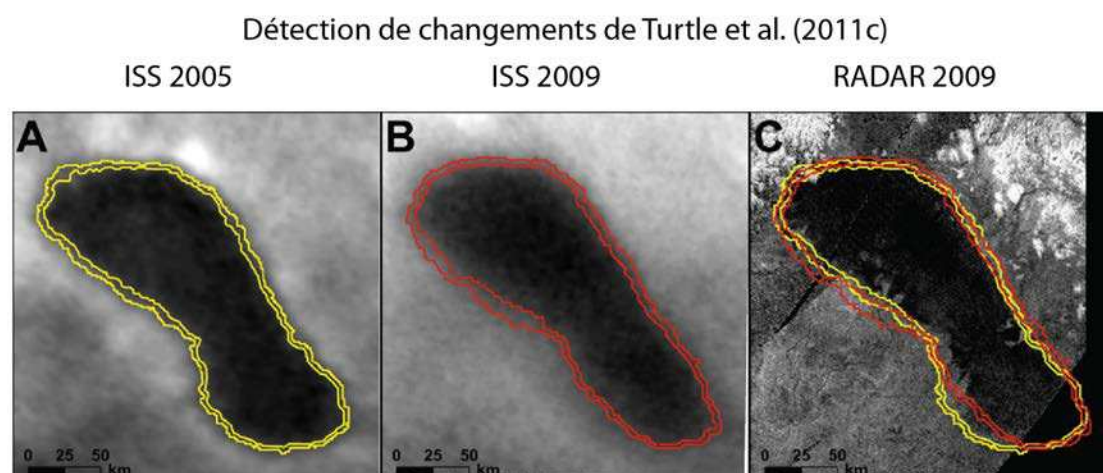 Détection de changements de Turtle et al. (2011c)
ISS 2005 ISS 2009 RADAR 2009
A B C
0 25 50 0 25 50 0 25 50
km km km